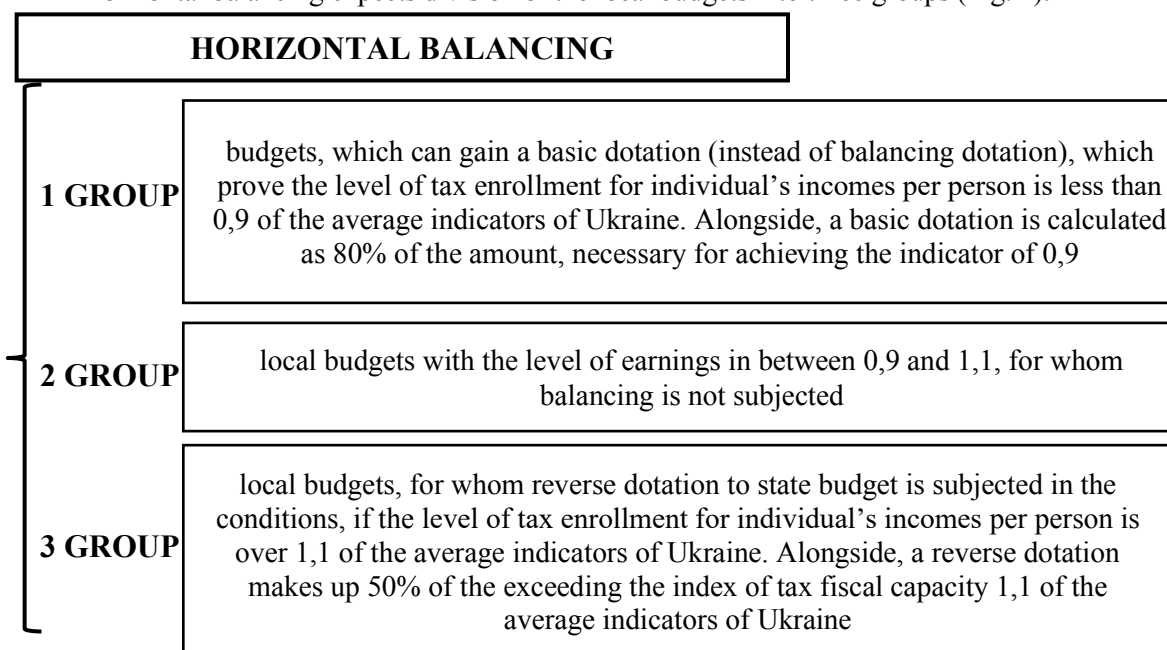 HORIZONTAL BALANCING
1 GROUP
budgets, which can gain a basic dotation (instead of balancing dotation), which
prove the level of tax enrollment for individual’s incomes per person is less than
0,9 of the average indicators of Ukraine. Alongside, a basic dotation is calculated
as 80% of the amount, necessary for achieving the indicator of 0,9
2 GROUP
local budgets with the level of earnings in between 0,9 and 1,1, for whom
balancing is not subjected
3 GROUP
local budgets, for whom reverse dotation to state budget is subjected in the
conditions, if the level of tax enrollment for individual’s incomes per person is
over 1,1 of the average indicators of Ukraine. Alongside, a reverse dotation
makes up 50% of the exceeding the index of tax fiscal capacity 1,1 of the
average indicators of Ukraine